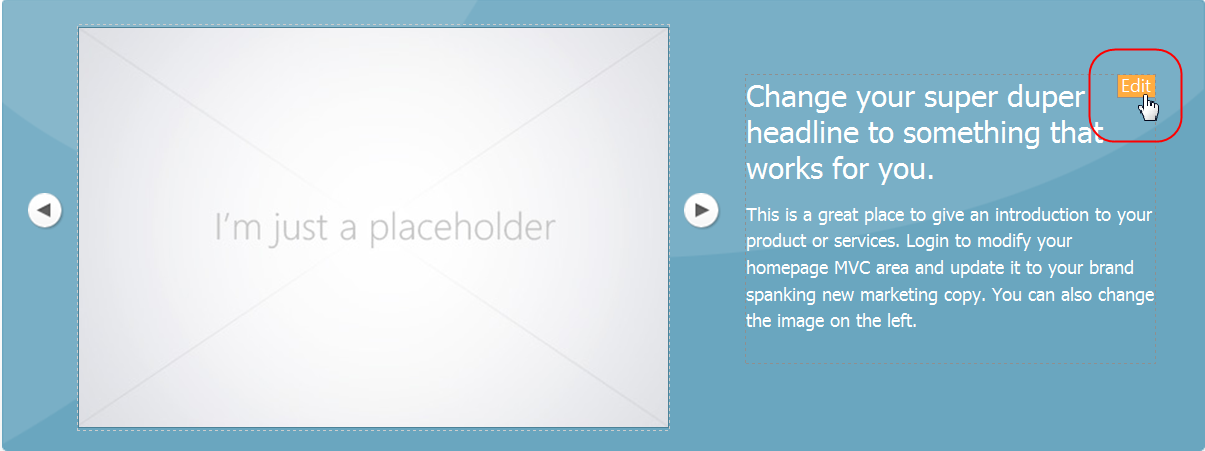 I'm just a placeholder
Edit
Change your super duper
headline to something that
works for you.
This is a great place to give an introduction to your
product or services. Login to modify your
homepage MVC area and update it to your brand
spanking new marketing copy. You can also change
the image on the left.